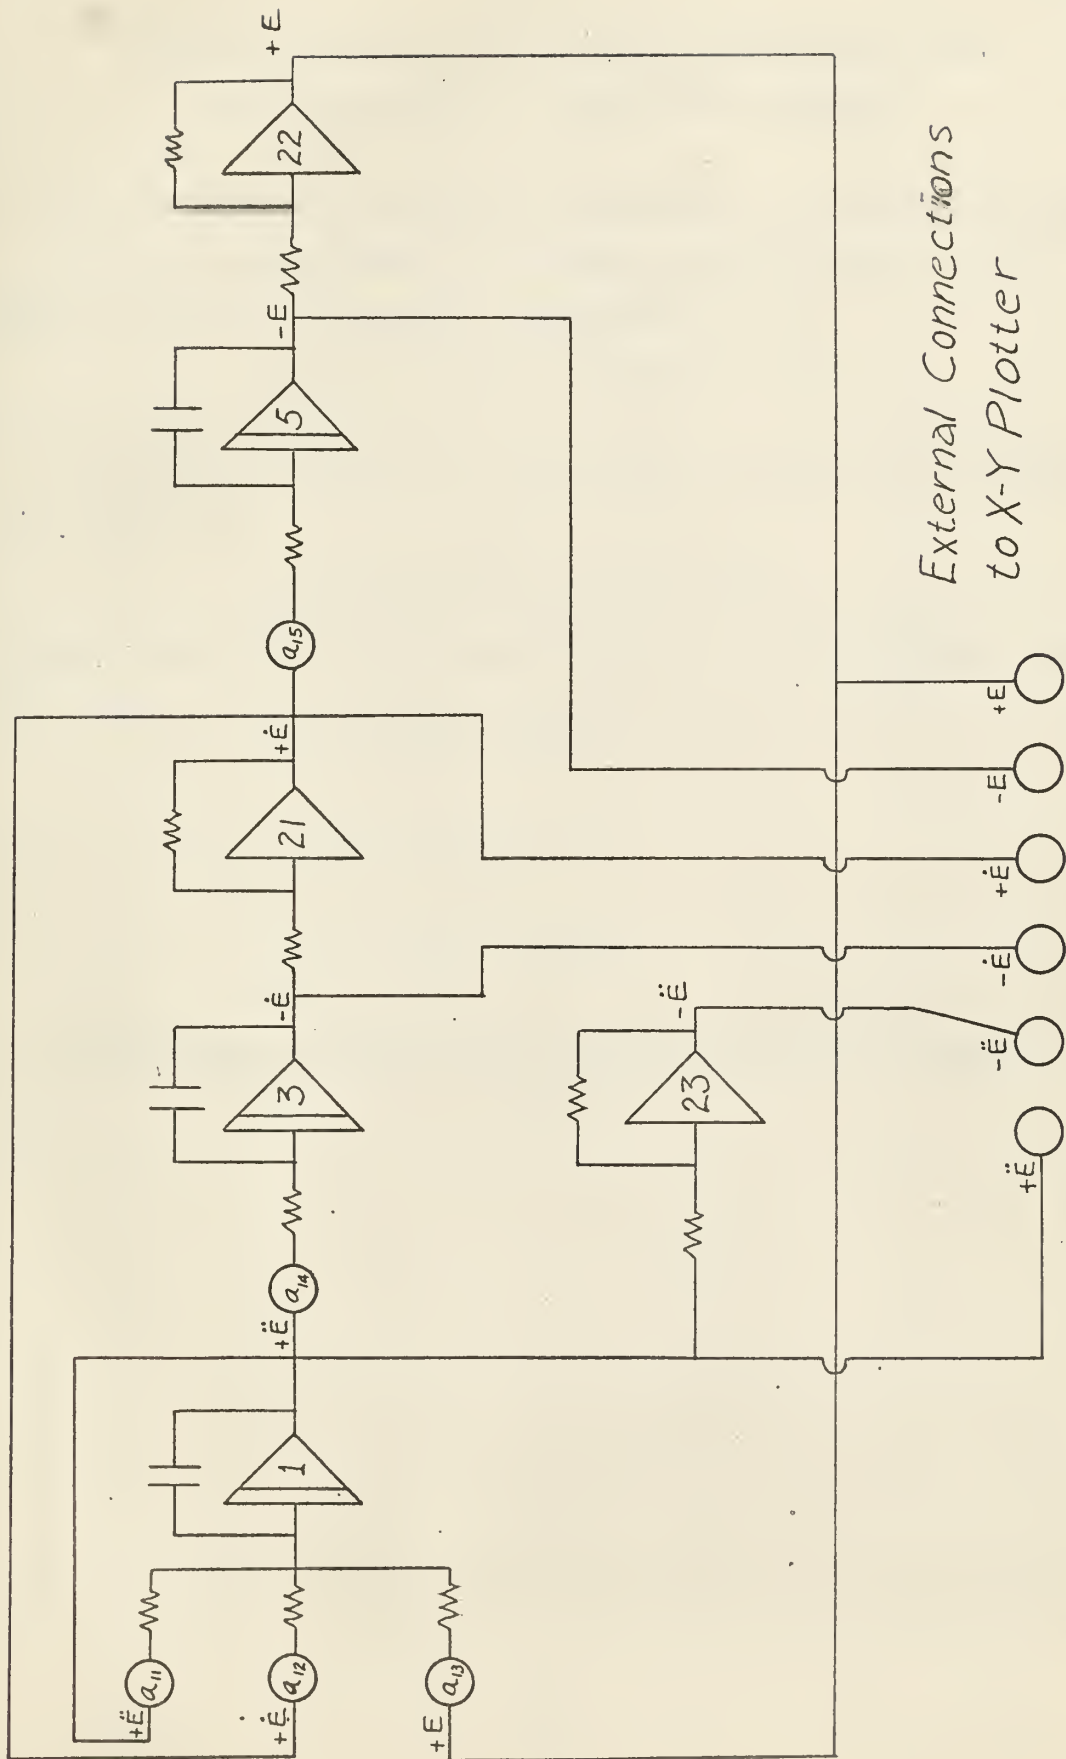 +E
22
-E
5
a15
+Ė
21
-Ė
3
a14
+Ë
1
+Ë
a11
+Ė
a12
+E
a13
-Ë
23
+E
-E
+Ė
-Ė
-Ë
+Ë
External Connections
to X-Y Plotter